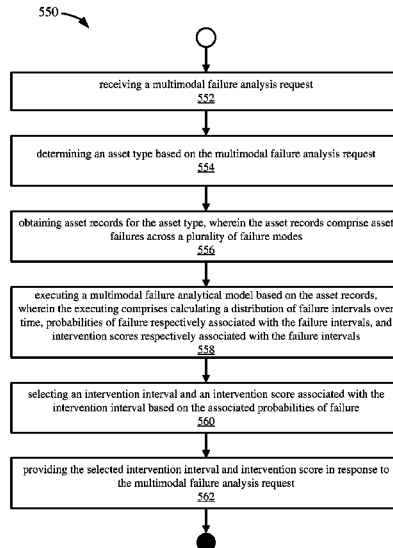 550
receiving a multimodal failure analysis request
552
determining an asset type based on the multimodal failure analysis request
554
obtaining asset records for the asset type, wherein the asset records comprise asset
failures across a plurality of failure modes
556
executing a multimodal failure analytical model based on the asset records,
wherein the executing comprises calculating a distribution of failure intervals over
time, probabilities of failure respectively associated with the failure intervals, and
intervention scores respectively associated with the failure intervals
558
selecting an intervention interval and an intervention score associated with the
intervention interval based on the associated probabilities of failure
560
providing the selected intervention interval and intervention score in response to
the multimodal failure analysis request
562